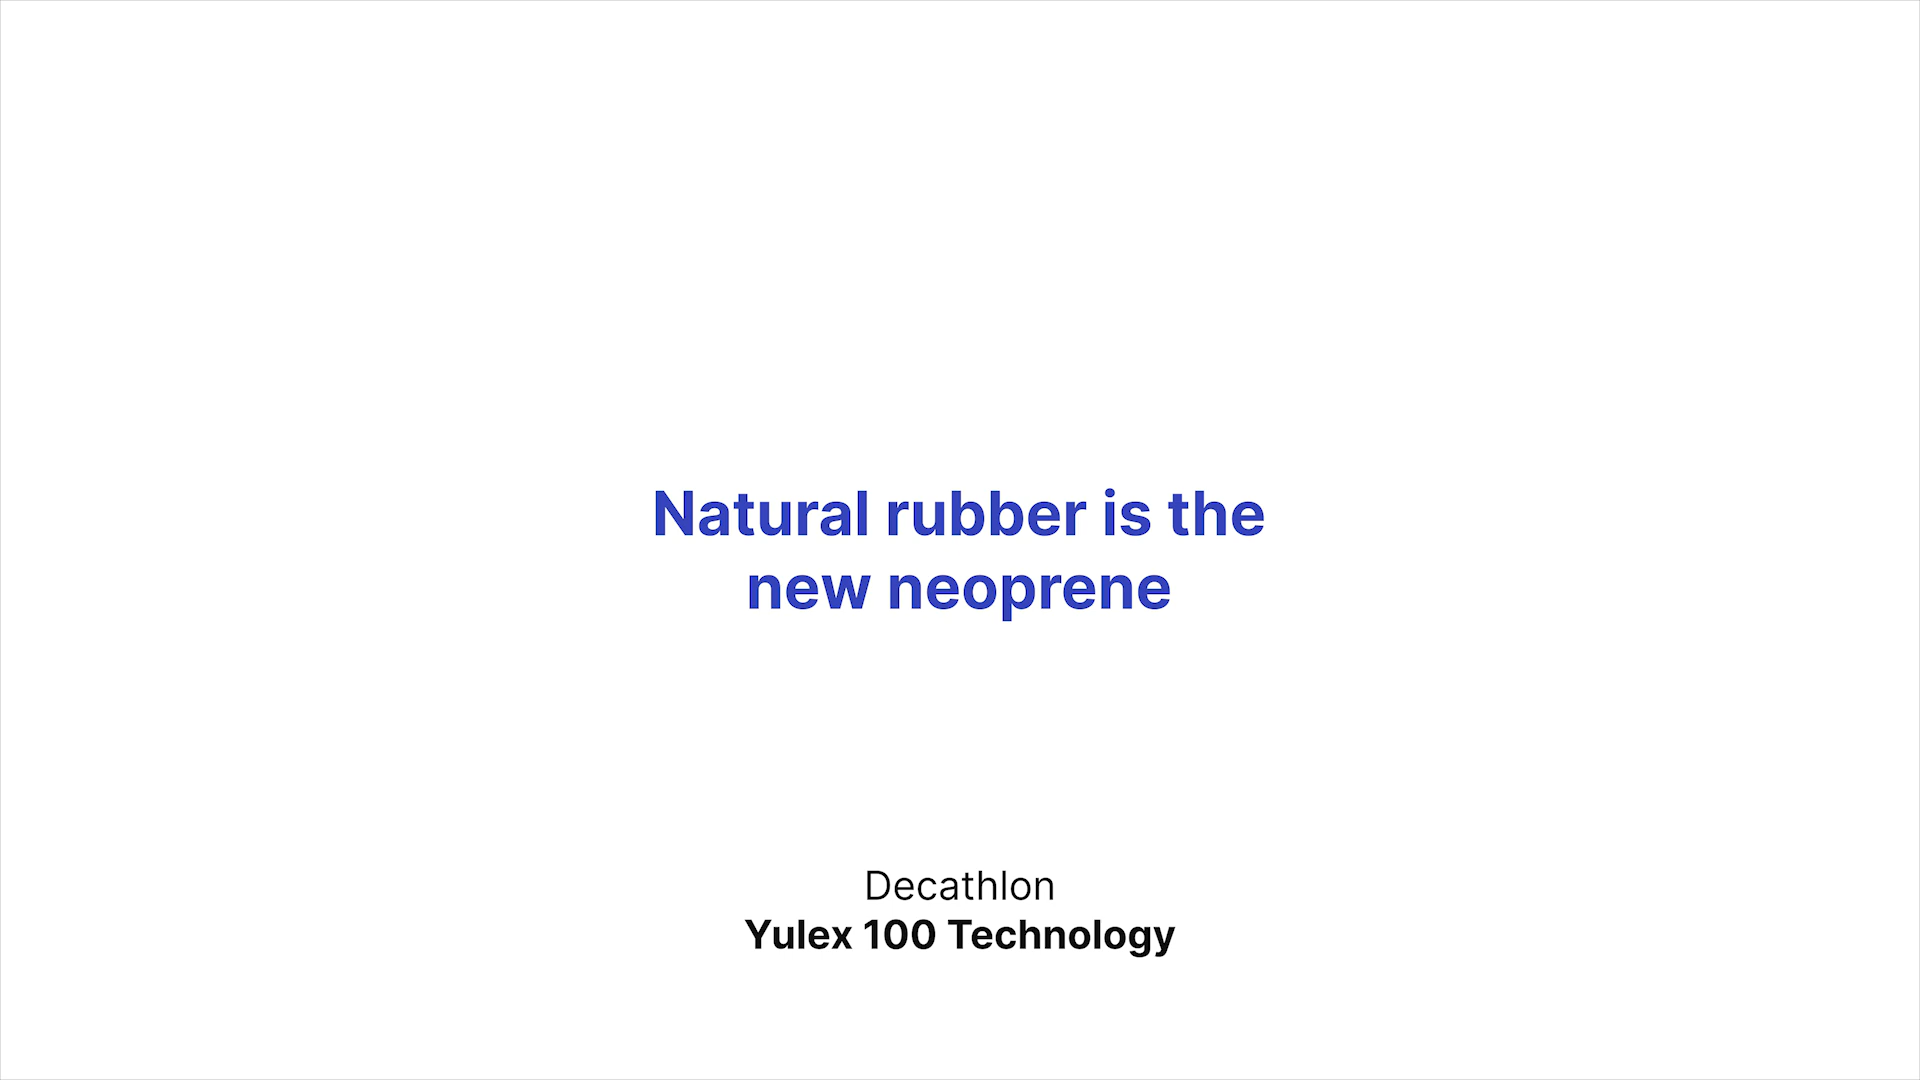 Natural rubber is the
new neoprene
Decathlon
Yulex 100 Technology